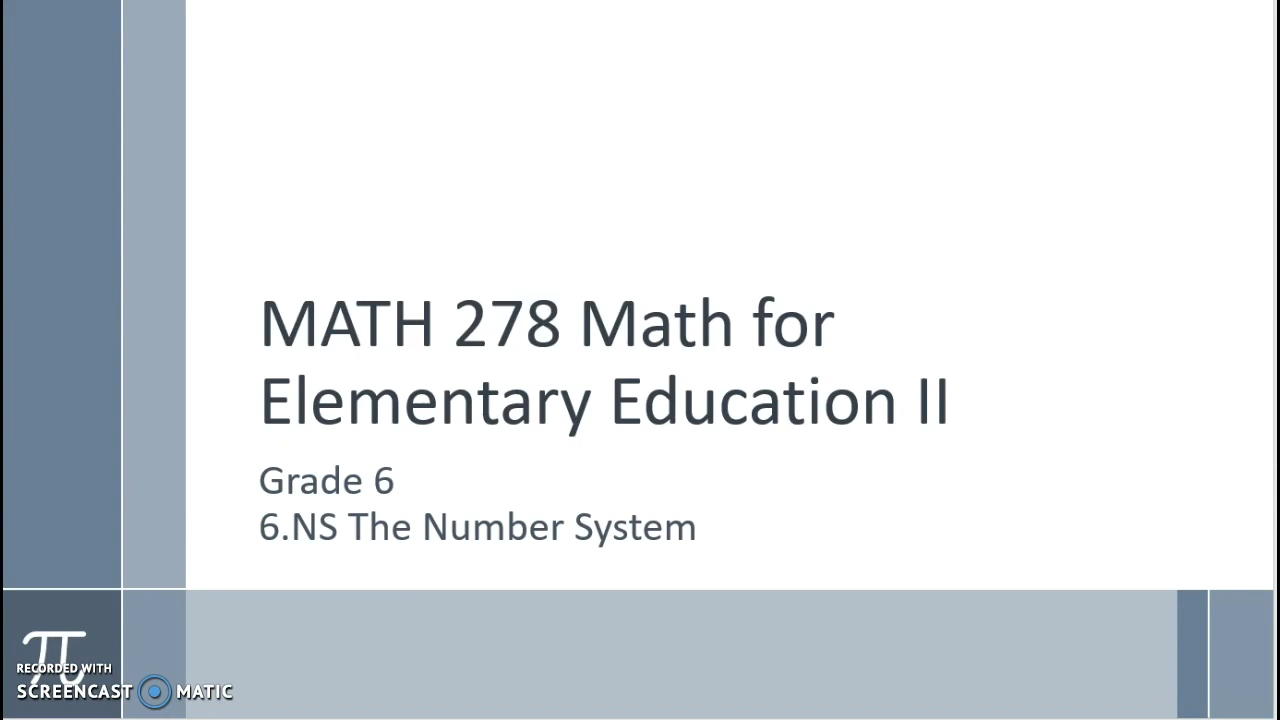 MATH 278 Math for
Elementary Education II
Grade 6
6.NS The Number System
π
RECORDED WITH
SCREENCAST MATIC